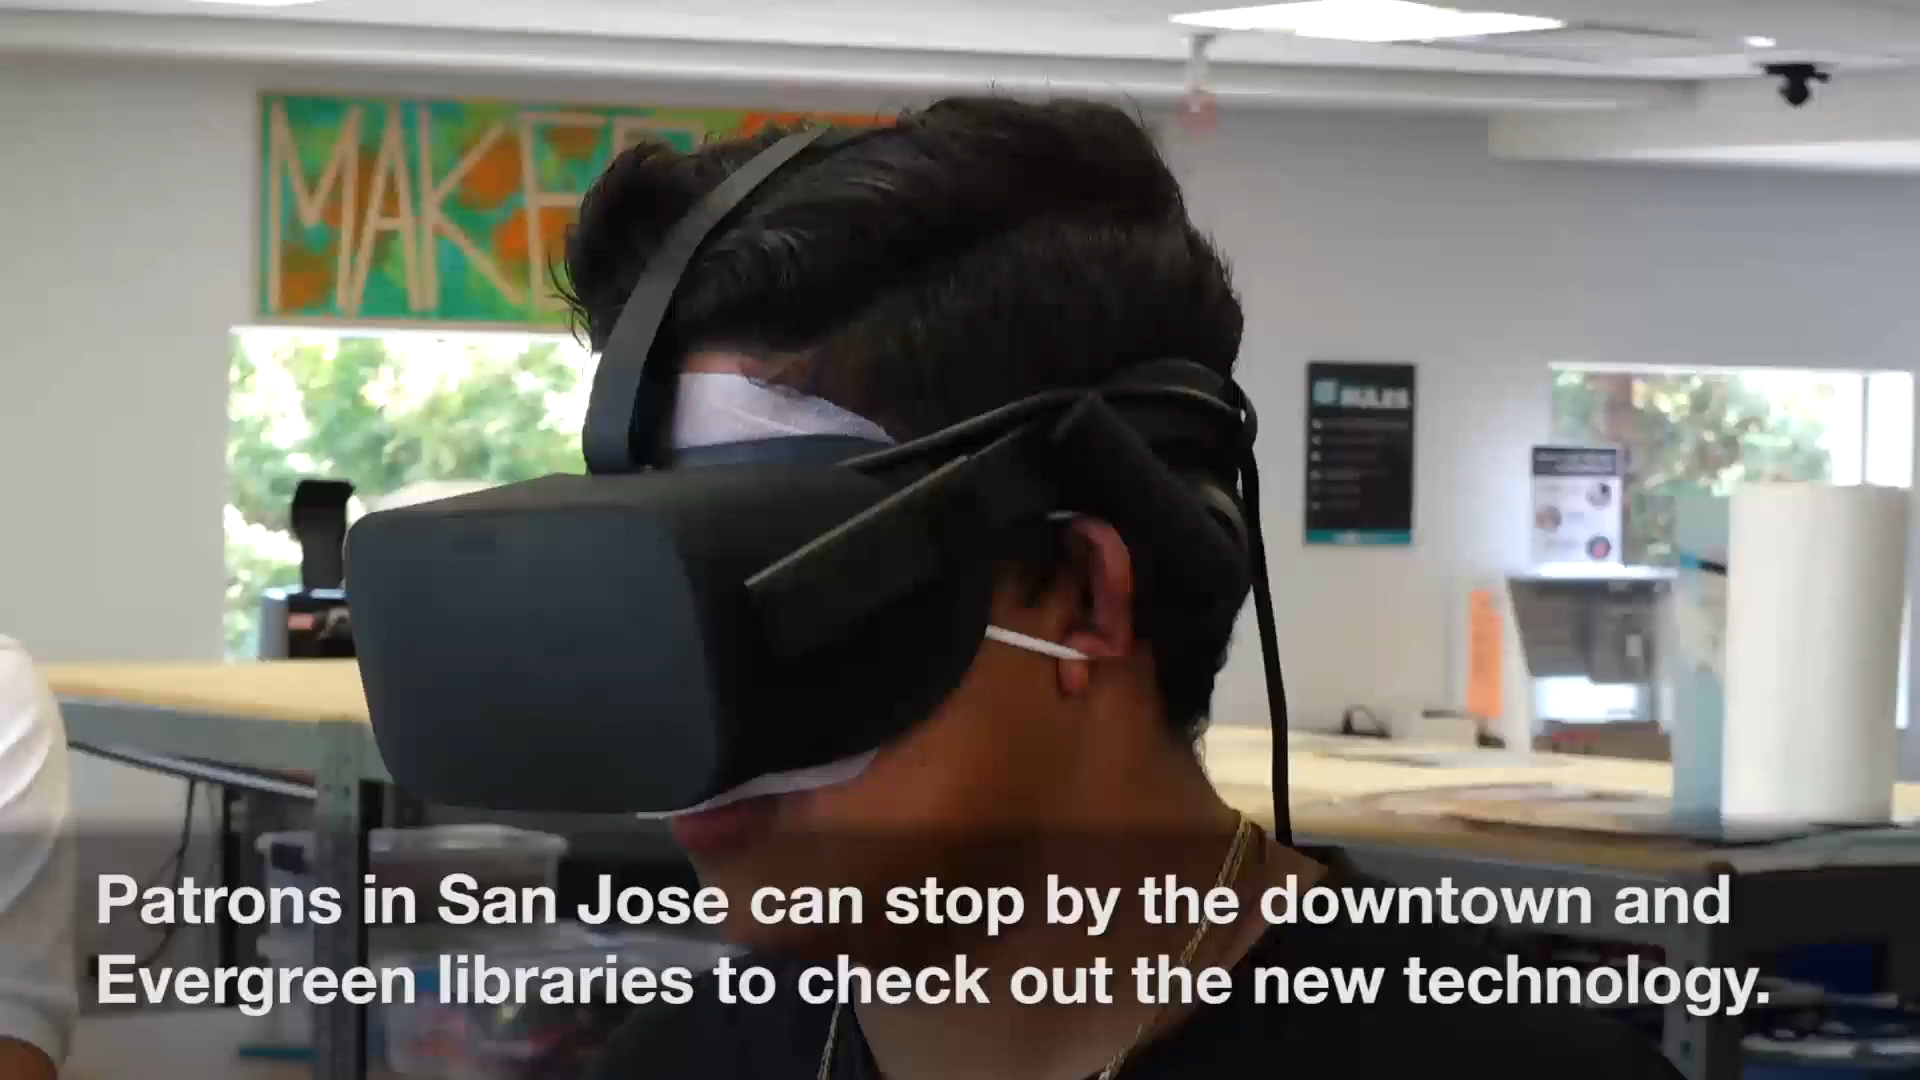 MAKE
RULES
Patrons in San Jose can stop by the downtown and
Evergreen libraries to check out the new technology.